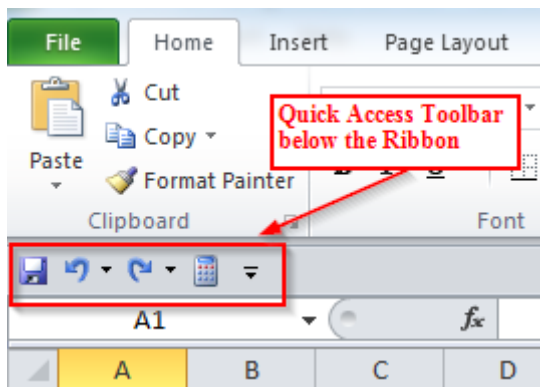 File Home Insert Page Layout
Cut
Copy
Paste
Format Painter
Quick Access Toolbar
below the Ribbon
Clipboard Font
A1 fx
A B C D